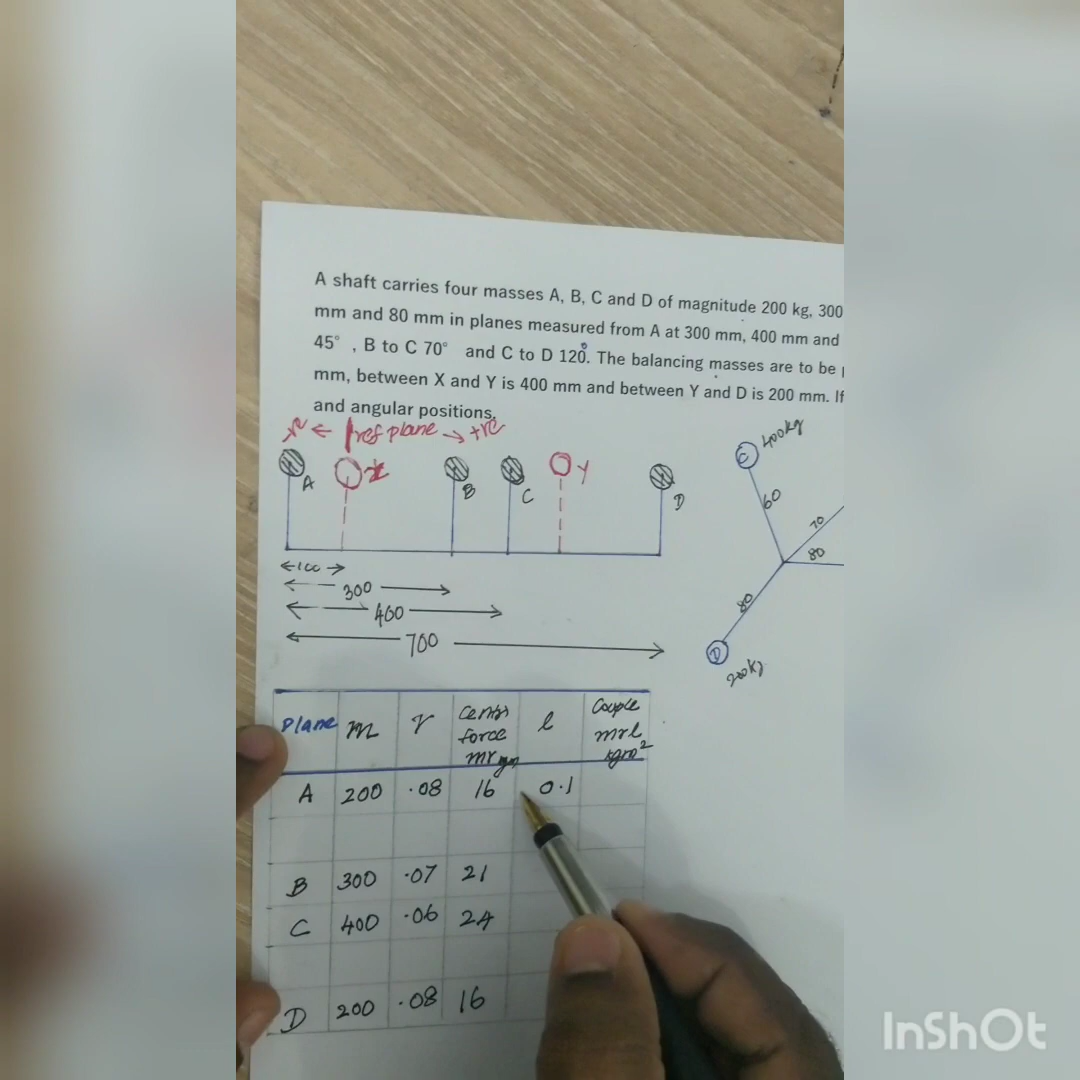 A shaft carries four masses A, B, C and D of magnitude 200 kg, 300
mm and 80 mm in planes measured from A at 300 mm, 400 mm and
45° , B to C 70° and C to D 120°. The balancing masses are to be
mm, between X and Y is 400 mm and between Y and D is 200 mm. If
and angular positions.
ref plane → +re
A
x
B
C
Y
D
100
300
400
700
C
400kg
60
70
80
80
D
200kg
Plane m r Centri force mr l Couple mrl kgm²
A 200 .08 16 0.1
B 300 .07 21
C 400 .06 24
D 200 .08 16
InShOt